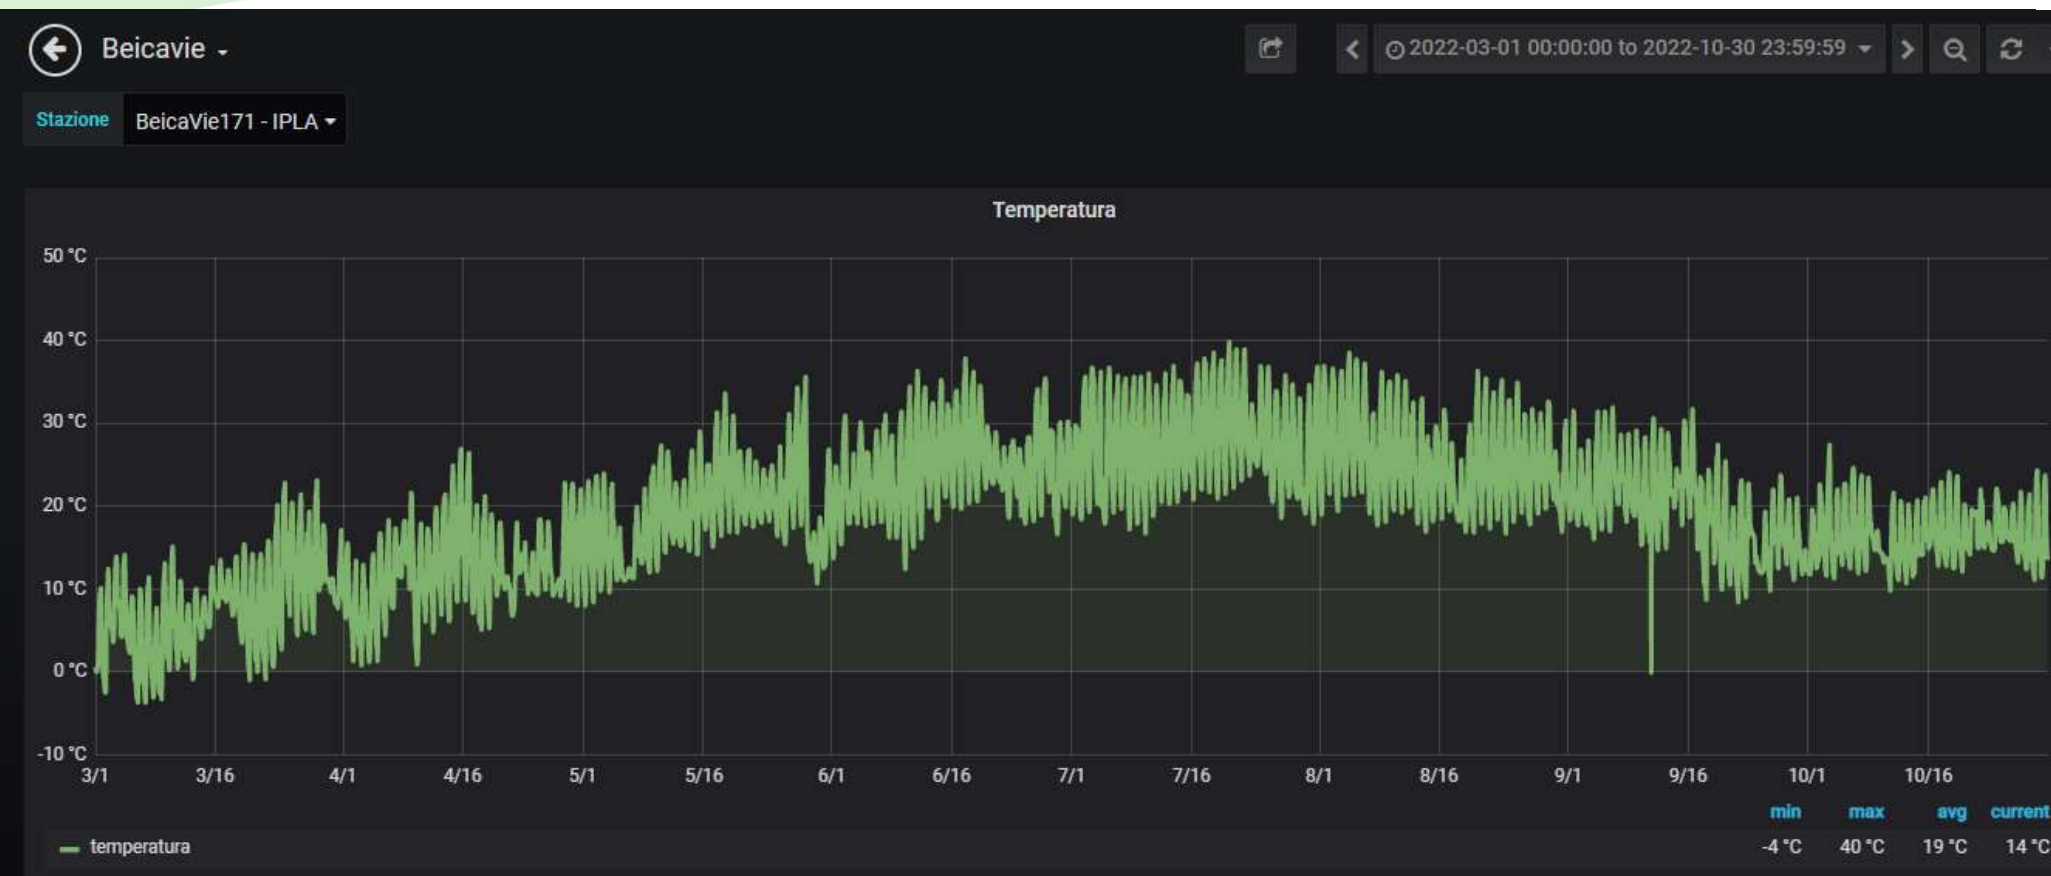 Beicavie
2022-03-01 00:00:00 to 2022-10-30 23:59:59
Stazione BeicaVie171 - IPLA
Temperatura
50 °C
40 °C
30 °C
20 °C
10 °C
0 °C
-10 °C
3/1 3/16 4/1 4/16 5/1 5/16 6/1 6/16 7/1 7/16 8/1 8/16 9/1 9/16 10/1 10/16
min max avg current
temperatura -4 °C 40 °C 19 °C 14 °C